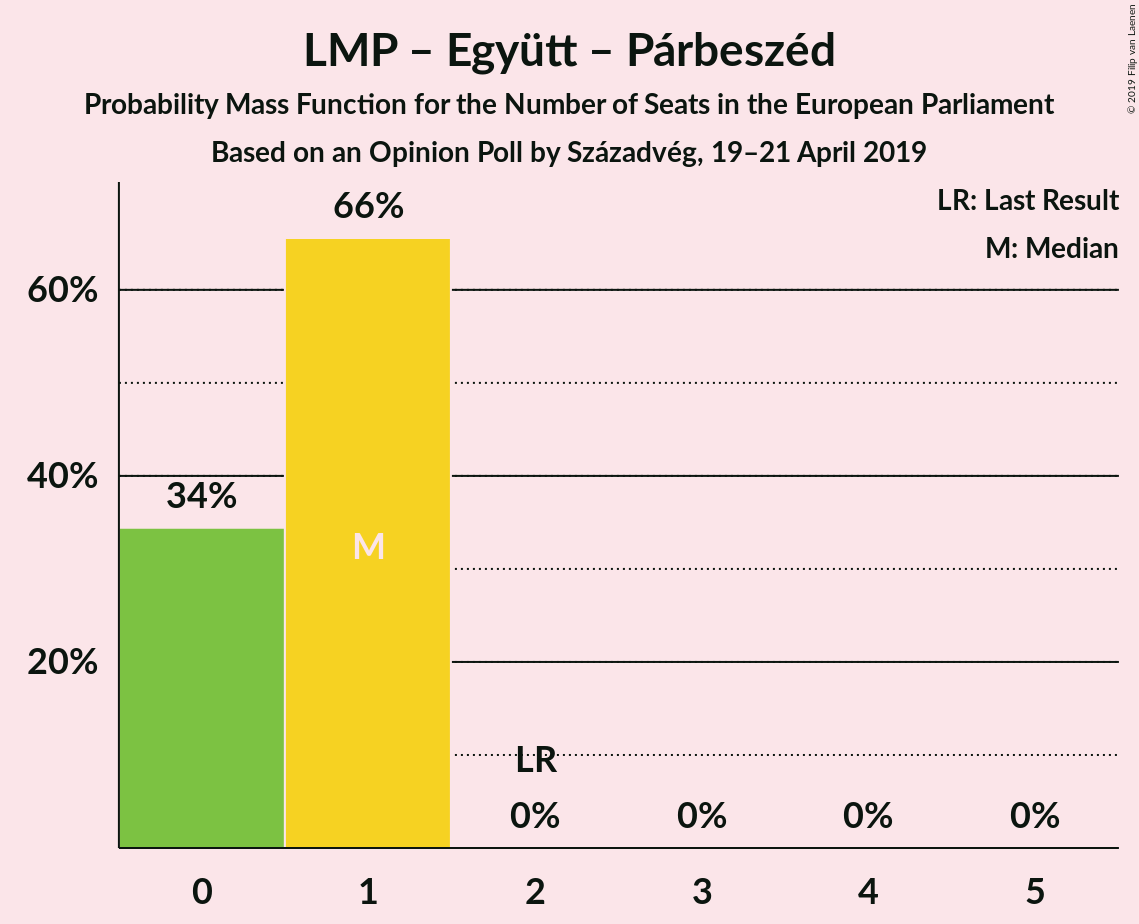 LMP – Együtt – Párbeszéd
Probability Mass Function for the Number of Seats in the European Parliament
Based on an Opinion Poll by Századvég, 19–21 April 2019
© 2019 Filip van Laenen
LR: Last Result
M: Median
66%
60%
40%
34%
M
20%
LR
0% 0% 0% 0%
0 1 2 3 4 5